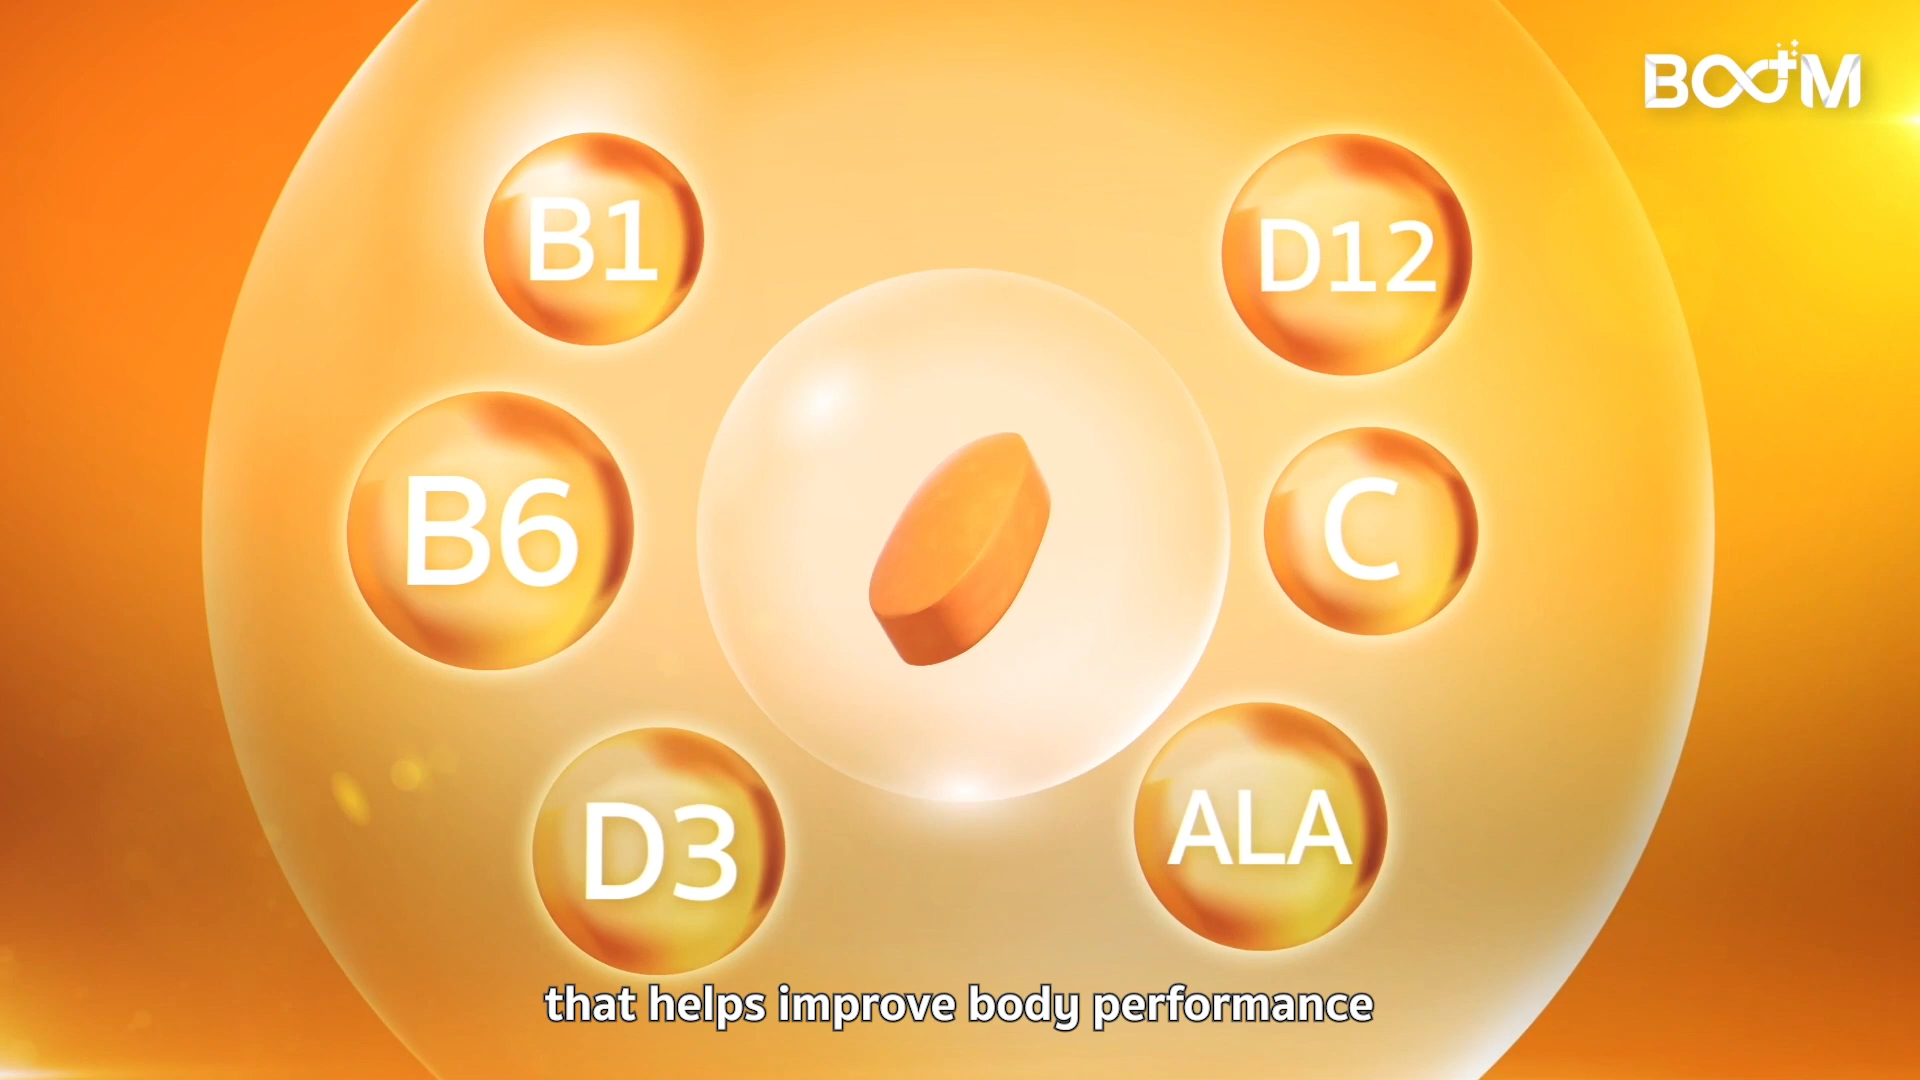 BOOM
B1
D12
B6
C
D3
ALA
that helps improve body performance